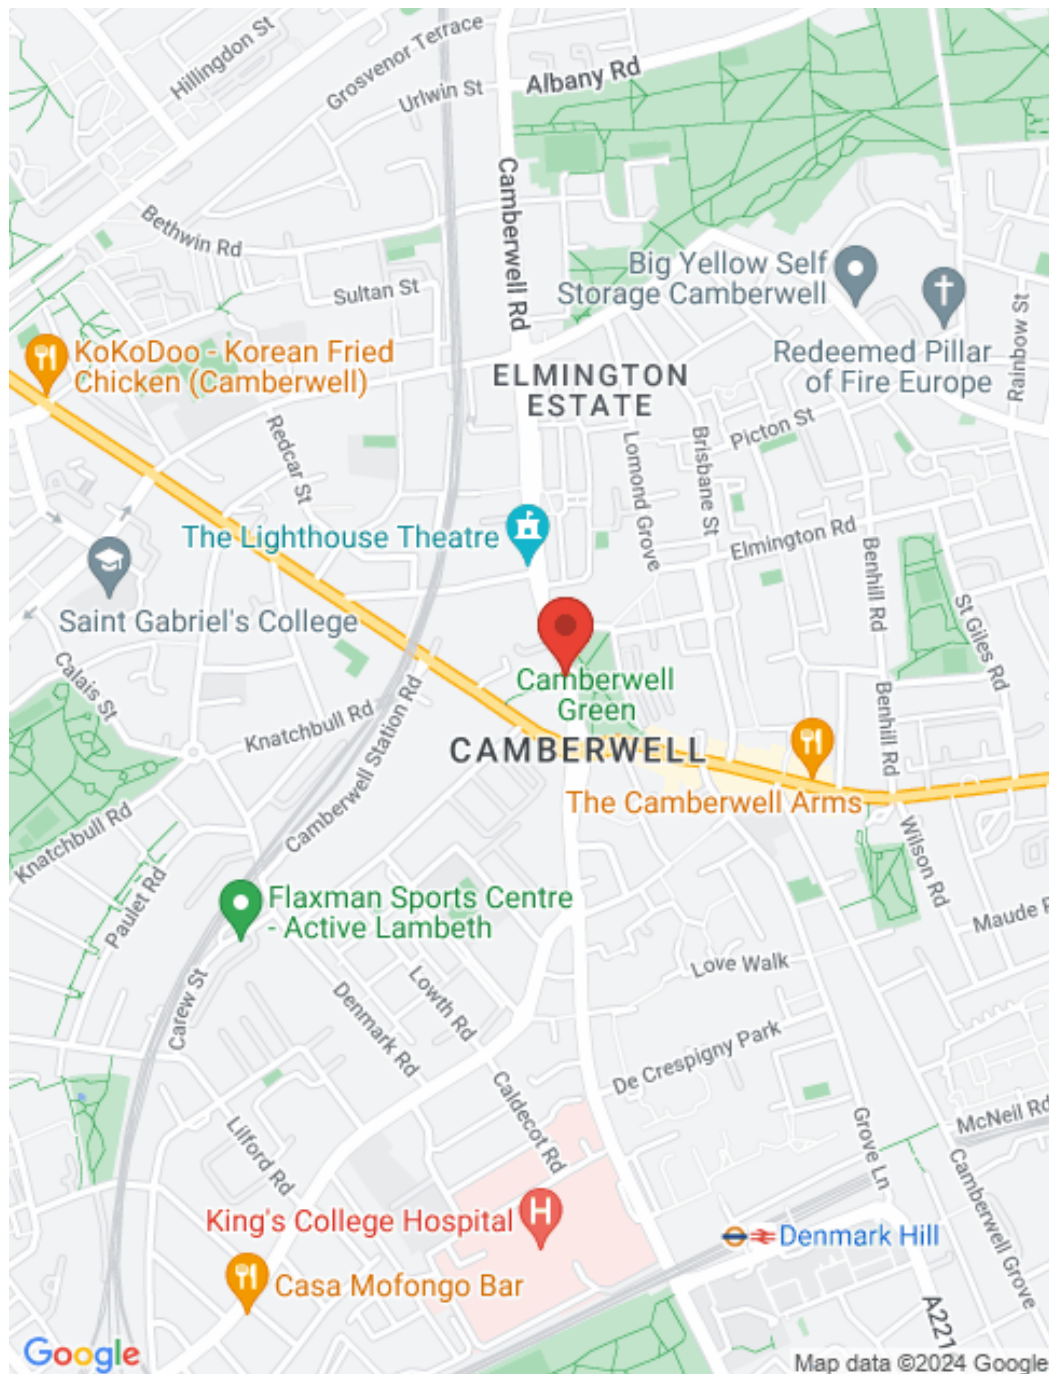 Hillingdon St
Grosvenor Terrace
Urlwin St
Albany Rd
Camberwell Rd
Bethwin Rd
Sultan St
Big Yellow Self
Storage Camberwell
Redeemed Pillar
of Fire Europe
Rainbow St
KoKoDoo - Korean Fried
Chicken (Camberwell)
ELMINGTON
ESTATE
Redcar St
Lomond Grove
Brisbane St
Picton St
The Lighthouse Theatre
Elmington Rd
Benhill Rd
St Giles Rd
Saint Gabriel's College
Calais St
Knatchbull Rd
Camberwell Station Rd
Camberwell
Green
Benhill Rd
CAMBERWELL
The Camberwell Arms
Knatchbull Rd
Paulet Rd
Wilson Rd
Flaxman Sports Centre
- Active Lambeth
Maude R
Love Walk
Carew St
Denmark Rd
Lowth Rd
De Crespigny Park
Caldecot Rd
Lilford Rd
Grove Ln
McNeil Rd
Camberwell Grove
King's College Hospital
H
Denmark Hill
Casa Mofongo Bar
A221
Google
Map data ©2024 Google